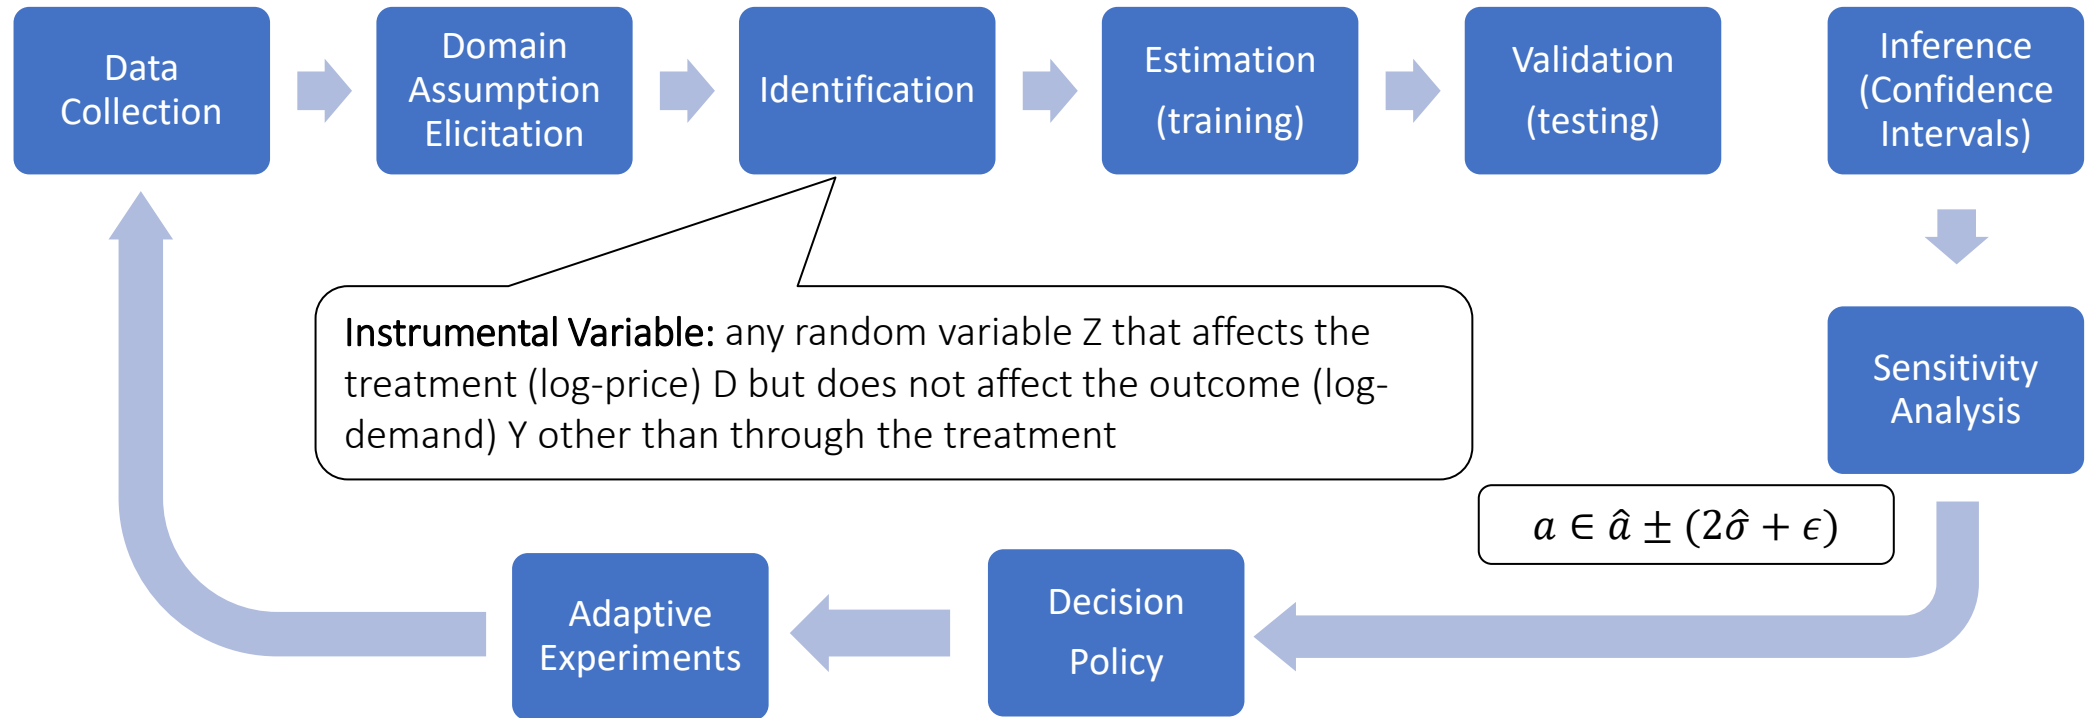 Data
Collection
Domain
Assumption
Elicitation
Identification
Estimation
(training)
Validation
(testing)
Inference
(Confidence
Intervals)
Instrumental Variable: any random variable Z that affects the
treatment (log-price) D but does not affect the outcome (log-
demand) Y other than through the treatment
Sensitivity
Analysis
𝑎 ∈ 𝑎̂ ± (2𝜎̂ + 𝜖)
Decision
Policy
Adaptive
Experiments